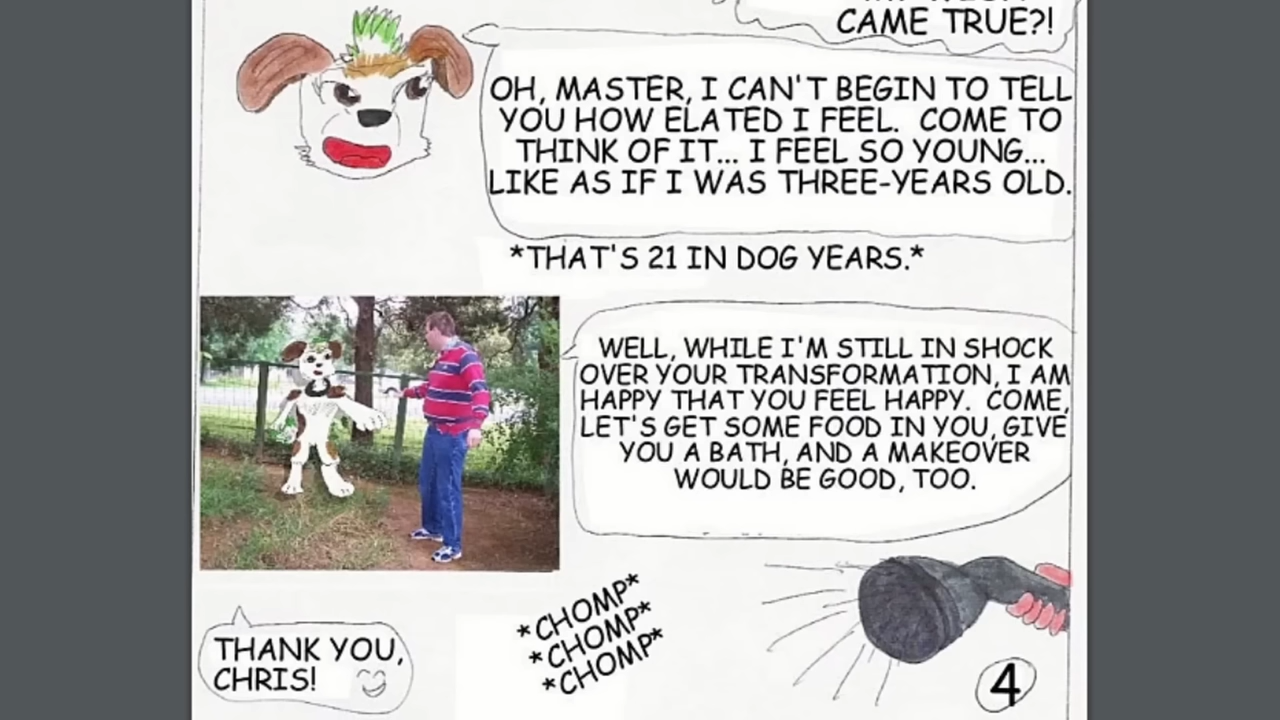 CAME TRUE?!
OH, MASTER, I CAN'T BEGIN TO TELL
YOU HOW ELATED I FEEL. COME TO
THINK OF IT... I FEEL SO YOUNG...
LIKE AS IF I WAS THREE-YEARS OLD.
*THAT'S 21 IN DOG YEARS.*
WELL, WHILE I'M STILL IN SHOCK
OVER YOUR TRANSFORMATION, I AM
HAPPY THAT YOU FEEL HAPPY. COME,
LET'S GET SOME FOOD IN YOU, GIVE
YOU A BATH, AND A MAKEOVER
WOULD BE GOOD, TOO.
THANK YOU,
CHRIS!
*CHOMP*
*CHOMP*
*CHOMP*
4